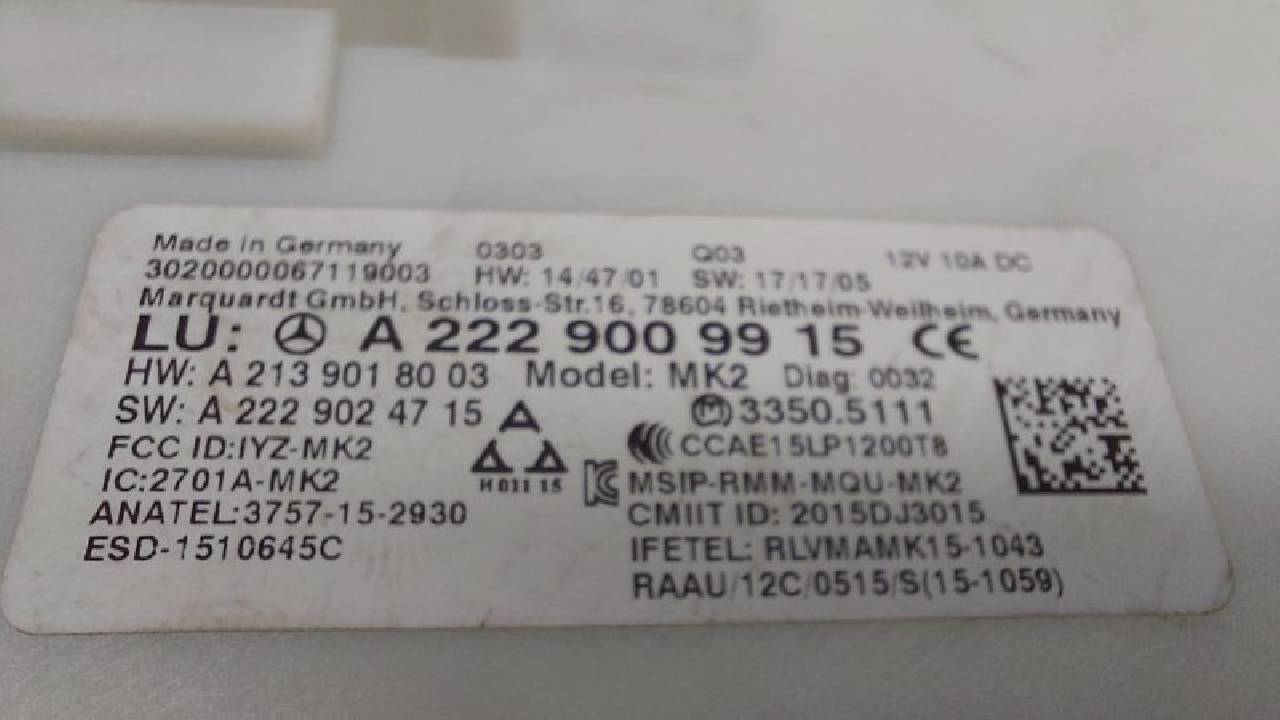 Made in Germany 0303 Q03 12V 10A DC
3020000067119003 HW: 14/47/01 SW: 17/17/05
Marquardt GmbH, Schloss-Str.16, 78604 Rietheim-Weilheim, Germany
LU: A 222 900 99 15 CE
HW: A 213 901 80 03 Model: MK2 Diag: 0032
SW: A 222 902 47 15 A 3350.5111
FCC ID:IYZ-MK2 CCAE15LP1200T8
IC:2701A-MK2 H 011 15 MSIP-RMM-MQU-MK2
ANATEL:3757-15-2930 CMIIT ID: 2015DJ3015
ESD-1510645C IFETEL: RLVMAMK15-1043
RAAU/12C/0515/S(15-1059)